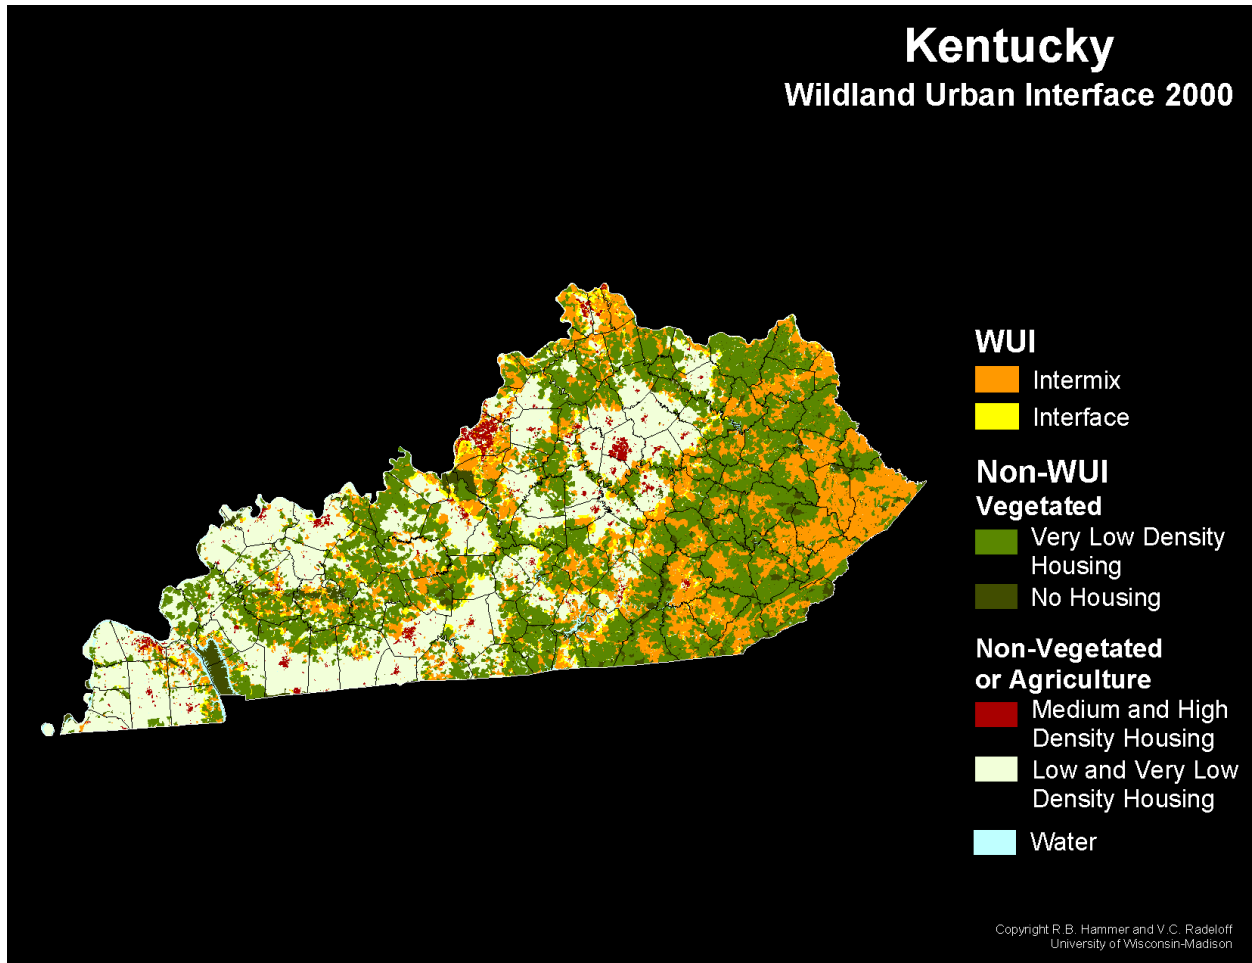 Kentucky
Wildland Urban Interface 2000
WUI
Intermix
Interface
Non-WUI
Vegetated
Very Low Density
Housing
No Housing
Non-Vegetated
or Agriculture
Medium and High
Density Housing
Low and Very Low
Density Housing
Water
Copyright R.B. Hammer and V.C. Radeloff
University of Wisconsin-Madison